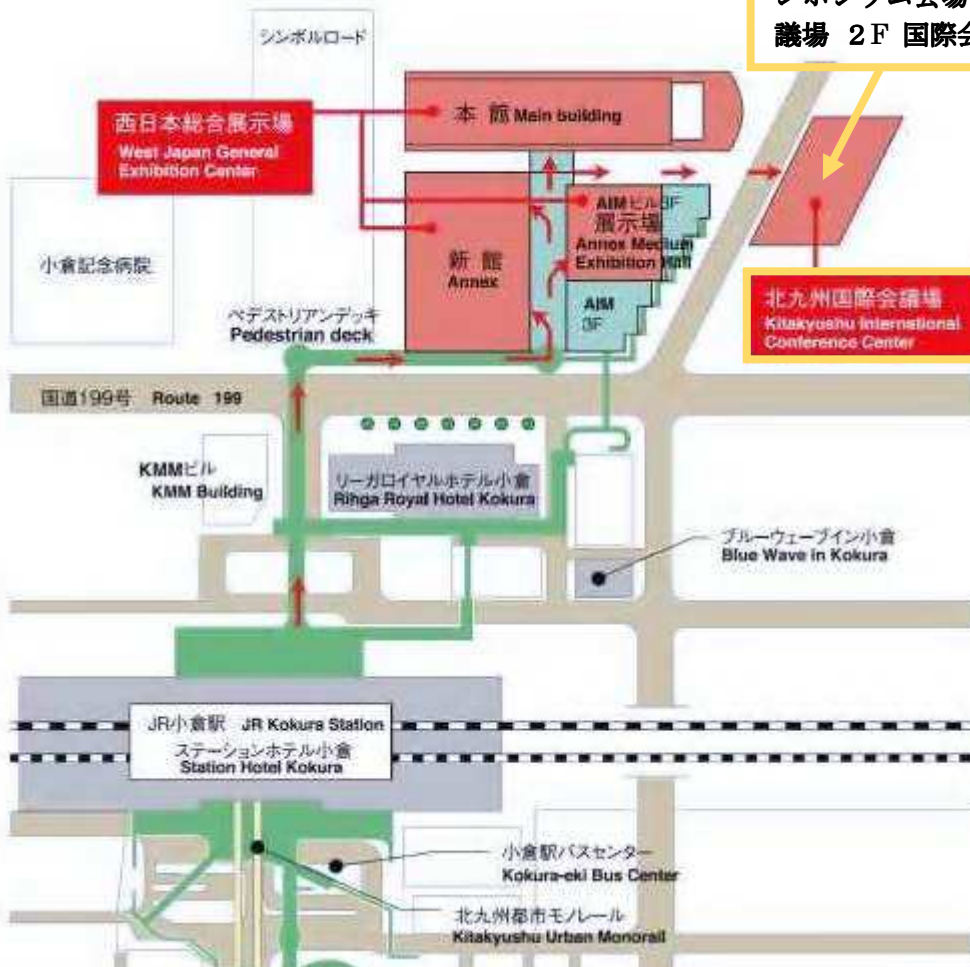 シンポジウム会場
議場 2F 国際会
シンボルロード
本 館 Main building
西日本総合展示場
West Japan General
Exhibition Center
AIMビル3F
展示場
Annex Medium
Exhibition Hall
小倉記念病院
新 館
Annex
AIM
3F
北九州国際会議場
Kitakyushu International
Conference Center
ペデストリアンデッキ
Pedestrian deck
国道199号 Route 199
KMMビル
KMM Building
リーガロイヤルホテル小倉
Rihga Royal Hotel Kokura
ブルーウェーブイン小倉
Blue Wave in Kokura
JR小倉駅 JR Kokura Station
ステーションホテル小倉
Station Hotel Kokura
小倉駅バスセンター
Kokura-eki Bus Center
北九州都市モノレール
Kitakyushu Urban Monorail